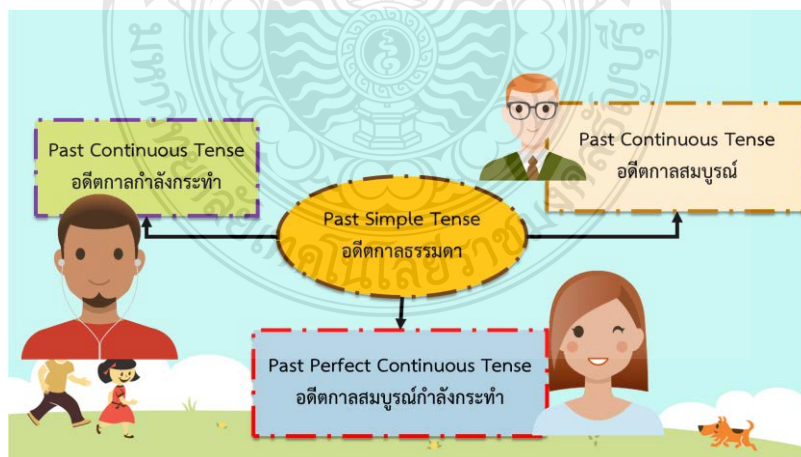 Past Continuous Tense
อดีตกาลกำลังกระทำ
Past Continuous Tense
อดีตกาลสมบูรณ์
Past Simple Tense
อดีตกาลธรรมดา
Past Perfect Continuous Tense
อดีตกาลสมบูรณ์กำลังกระทำ